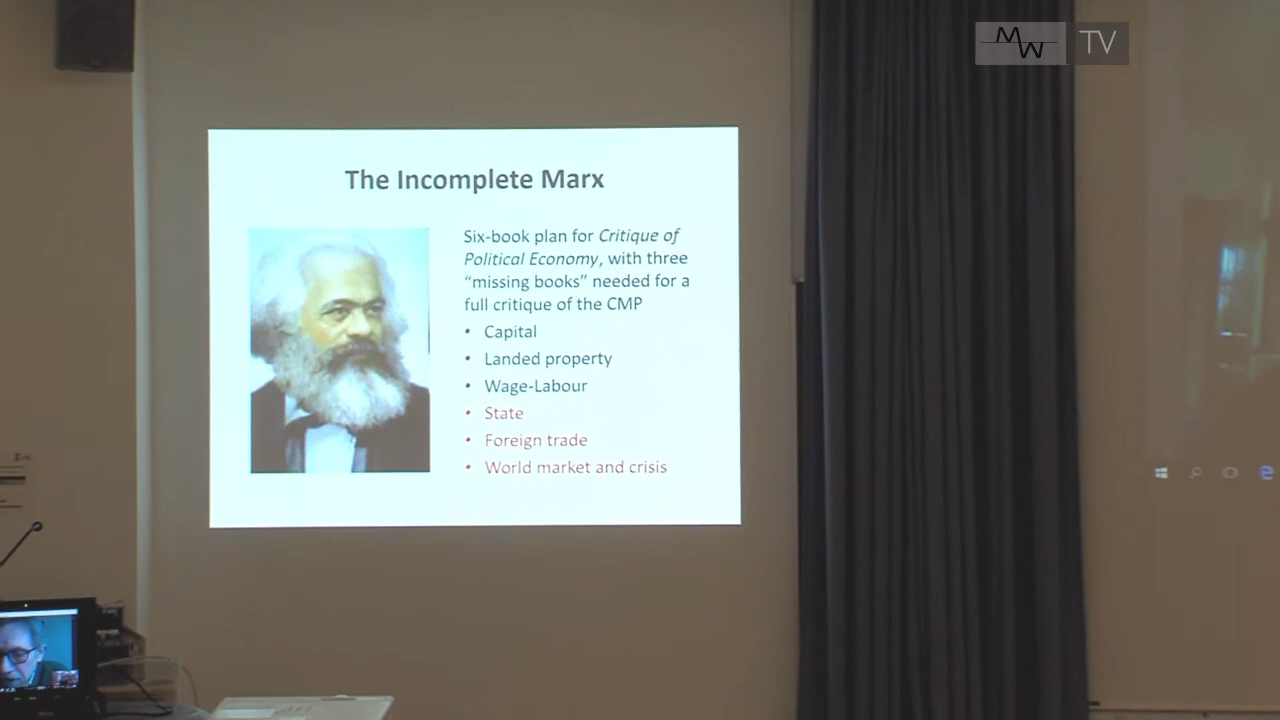 MW TV
The Incomplete Marx
Six-book plan for Critique of
Political Economy, with three
“missing books” needed for a
full critique of the CMP
• Capital
• Landed property
• Wage-Labour
• State
• Foreign trade
• World market and crisis